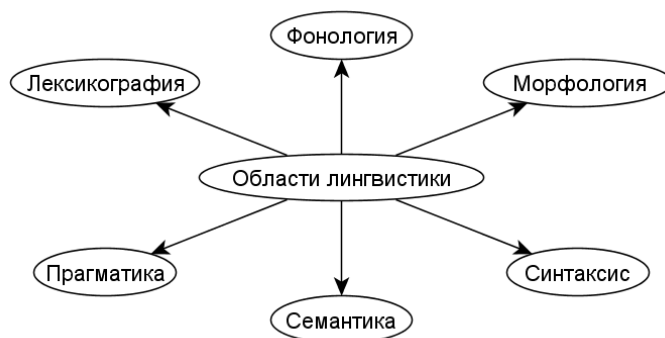 Фонология
Лексикография
Морфология
Области лингвистики
Прагматика
Синтаксис
Семантика